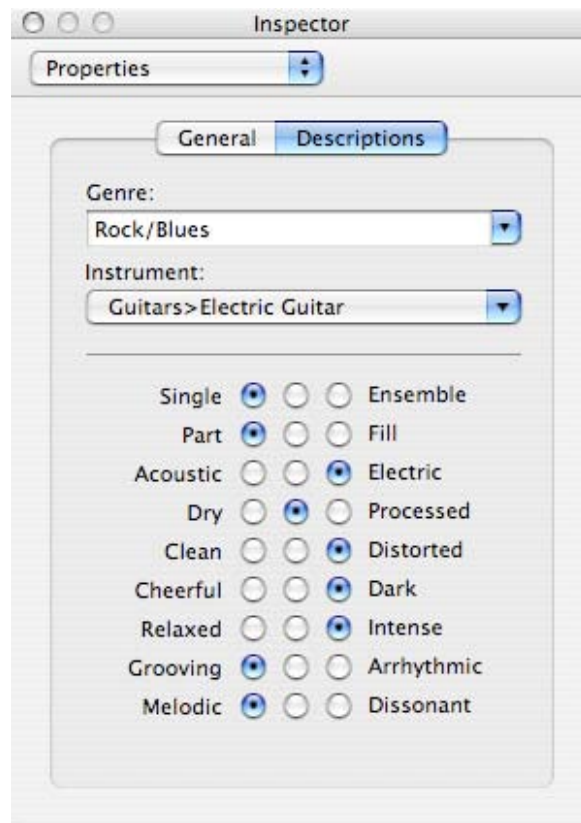 Inspector
Properties
General Descriptions
Genre:
Rock/Blues
Instrument:
Guitars>Electric Guitar
Single Ensemble
Part Fill
Acoustic Electric
Dry Processed
Clean Distorted
Cheerful Dark
Relaxed Intense
Grooving Arrhythmic
Melodic Dissonant